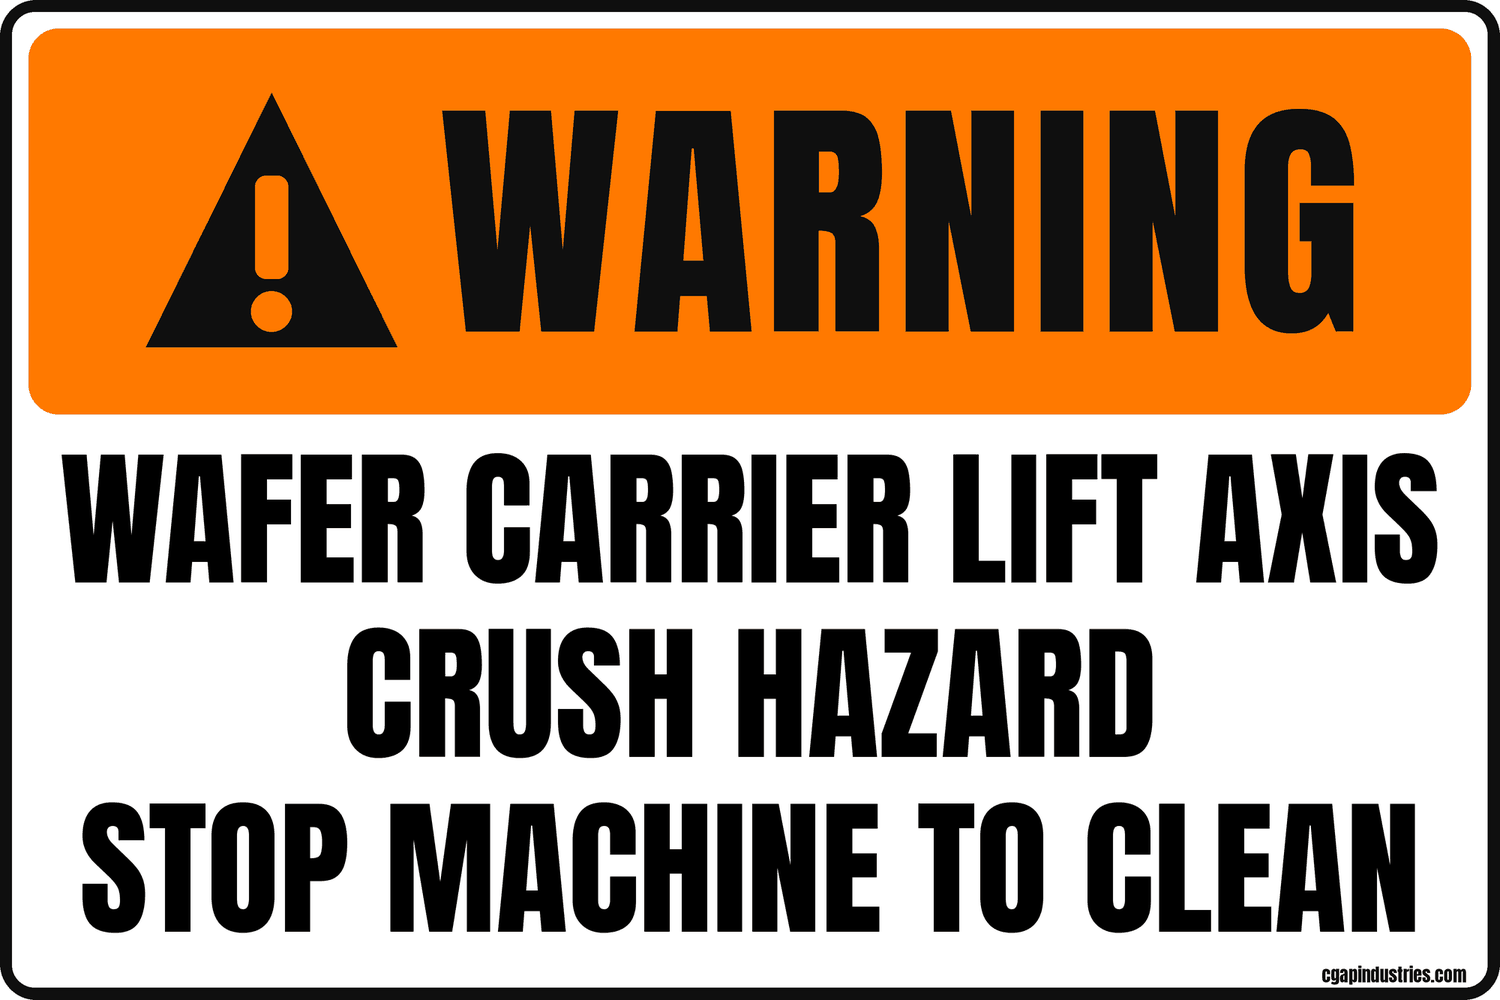 WARNING
WAFER CARRIER LIFT AXIS
CRUSH HAZARD
STOP MACHINE TO CLEAN
cgapindustries.com